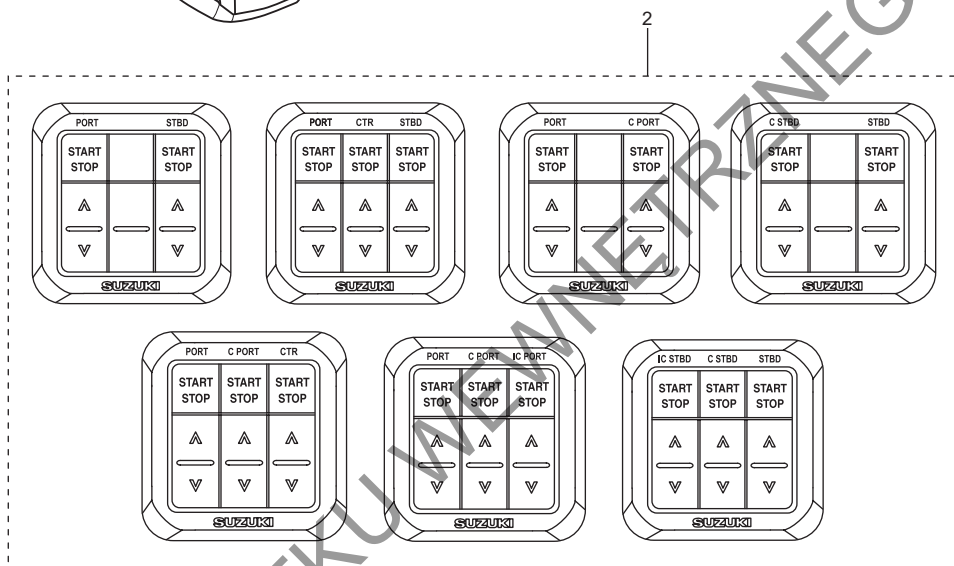 2
PORT STBD
START START
STOP STOP
SUZUKI
PORT CTR STBD
START START START
STOP STOP STOP
SUZUKI
PORT C PORT
START START
STOP STOP
SUZUKI
C STBD STBD
START START
STOP STOP
SUZUKI
PORT C PORT CTR
START START START
STOP STOP STOP
SUZUKI
PORT C PORT IC PORT
START START START
STOP STOP STOP
SUZUKI
IC STBD C STBD STBD
START START START
STOP STOP STOP
SUZUKI
TKU WEWNĘTRZNEG